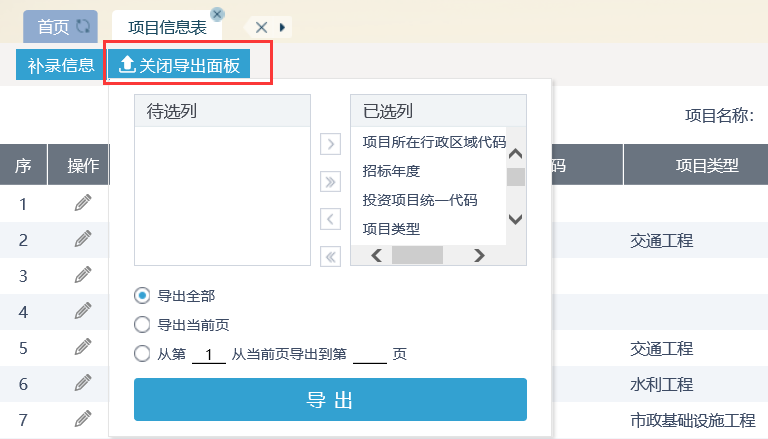 首页
项目信息表
补录信息
关闭导出面板
待选列
已选列
项目所在行政区域代码
招标年度
投资项目统一代码
项目类型
项目名称：
序
操作
码
项目类型
1
2
交通工程
3
4
5
交通工程
6
水利工程
7
市政基础设施工程
导出全部
导出当前页
从第 1 从当前页导出到第 页
导 出